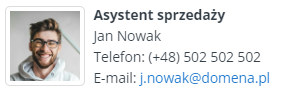 Asystent sprzedaży
Jan Nowak
Telefon: (+48) 502 502 502
E-mail: j.nowak@domena.pl